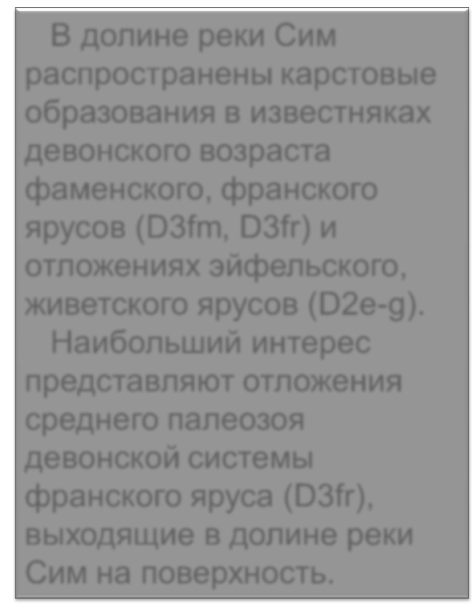 В долине реки Сим
распространены карстовые
образования в известняках
девонского возраста
фаменского, франского
ярусов (D3fm, D3fr) и
отложениях эйфельского,
живетского ярусов (D2e-g).
Наибольший интерес
представляют отложения
среднего палеозоя
девонской системы
франского яруса (D3fr),
выходящие в долине реки
Сим на поверхность.